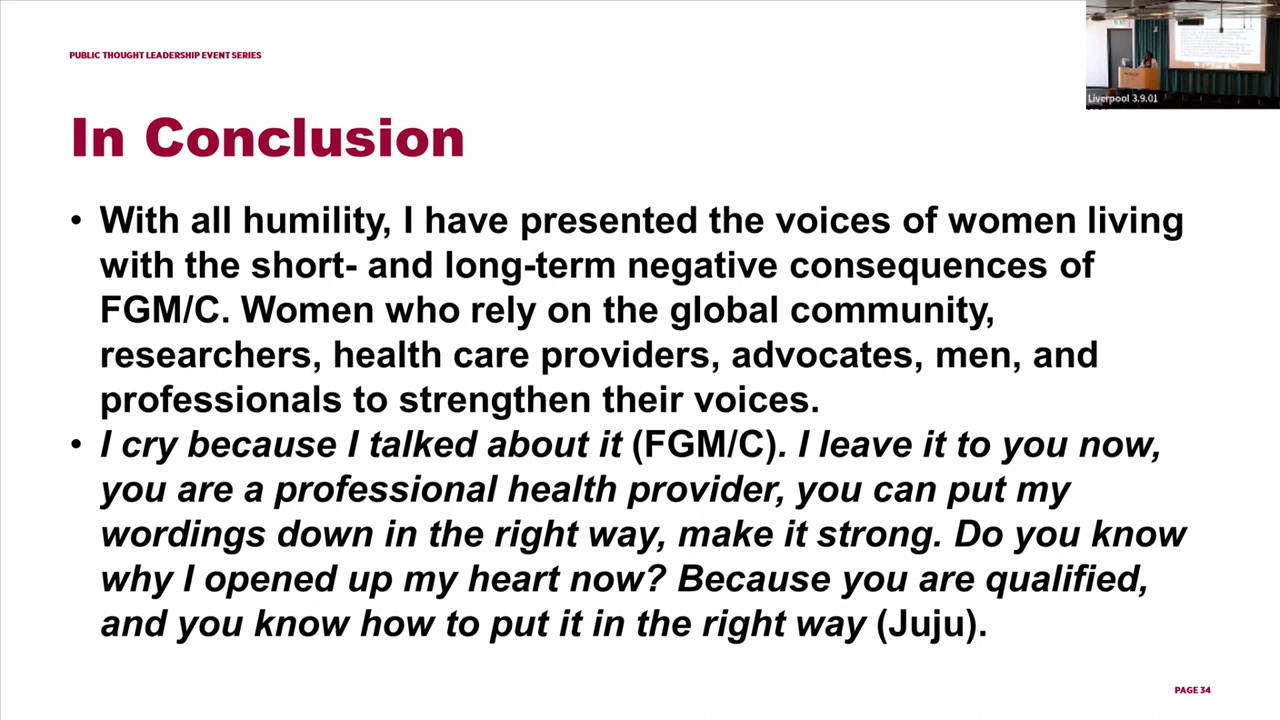 PUBLIC THOUGHT LEADERSHIP EVENT SERIES
Liverpool 3.9.01
In Conclusion
• With all humility, I have presented the voices of women living
with the short- and long-term negative consequences of
FGM/C. Women who rely on the global community,
researchers, health care providers, advocates, men, and
professionals to strengthen their voices.
• I cry because I talked about it (FGM/C). I leave it to you now,
you are a professional health provider, you can put my
wordings down in the right way, make it strong. Do you know
why I opened up my heart now? Because you are qualified,
and you know how to put it in the right way (Juju).
PAGE 34